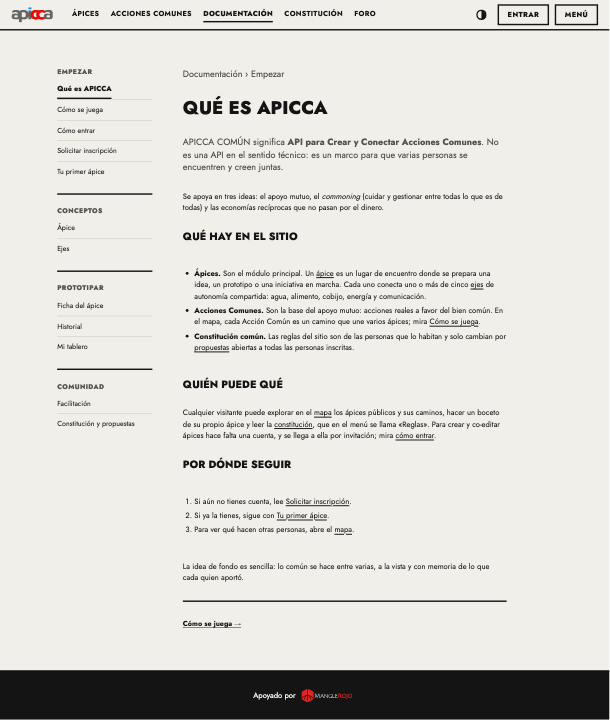 apicca
ÁPICES
ACCIONES COMUNES
DOCUMENTACIÓN
CONSTITUCIÓN
FORO
ENTRAR
MENÚ
EMPEZAR
Qué es APICCA
Cómo se juega
Cómo entrar
Solicitar inscripción
Tu primer ápice
CONCEPTOS
Ápice
Ejes
PROTOTIPAR
Ficha del ápice
Historial
Mi tablero
COMUNIDAD
Facilitación
Constitución y propuestas
Documentación › Empezar
QUÉ ES APICCA
APICCA COMÚN significa API para Crear y Conectar Acciones Comunes. No
es una API en el sentido técnico: es un marco para que varias personas se
encuentren y creen juntas.
Se apoya en tres ideas: el apoyo mutuo, el commoning (cuidar y gestionar entre todas lo que es de
todas) y las economías recíprocas que no pasan por el dinero.
QUÉ HAY EN EL SITIO
• Ápices. Son el módulo principal. Un ápice es un lugar de encuentro donde se prepara una
idea, un prototipo o una iniciativa en marcha. Cada uno conecta uno o más de cinco ejes de
autonomía compartida: agua, alimento, cobijo, energía y comunicación.
• Acciones Comunes. Son la base del apoyo mutuo: acciones reales a favor del bien común. En
el mapa, cada Acción Común es un camino que une varios ápices; mira Cómo se juega.
• Constitución común. Las reglas del sitio son de las personas que lo habitan y solo cambian por
propuestas abiertas a todas las personas inscritas.
QUIÉN PUEDE QUÉ
Cualquier visitante puede explorar en el mapa los ápices públicos y sus caminos, hacer un boceto
de su propio ápice y leer la constitución, que en el menú se llama «Reglas». Para crear y co-editar
ápices hace falta una cuenta, y se llega a ella por invitación; mira cómo entrar.
POR DÓNDE SEGUIR
1. Si aún no tienes cuenta, lee Solicitar inscripción.
2. Si ya la tienes, sigue con Tu primer ápice.
3. Para ver qué hacen otras personas, abre el mapa.
La idea de fondo es sencilla: lo común se hace entre varias, a la vista y con memoria de lo que
cada quien aportó.
Cómo se juega →
Apoyado por MANGLEROJO